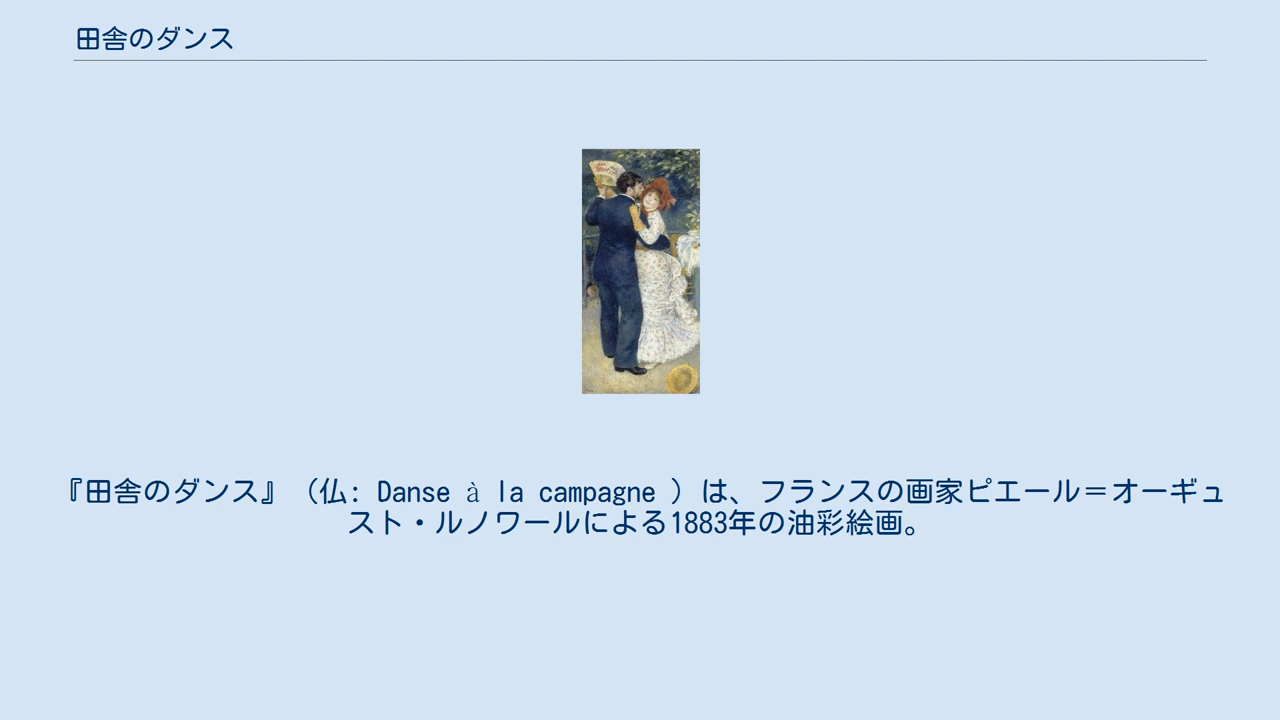 田舎のダンス
『田舎のダンス』（仏: Danse à la campagne ）は、フランスの画家ピエール＝オーギュ
スト・ルノワールによる1883年の油彩絵画。